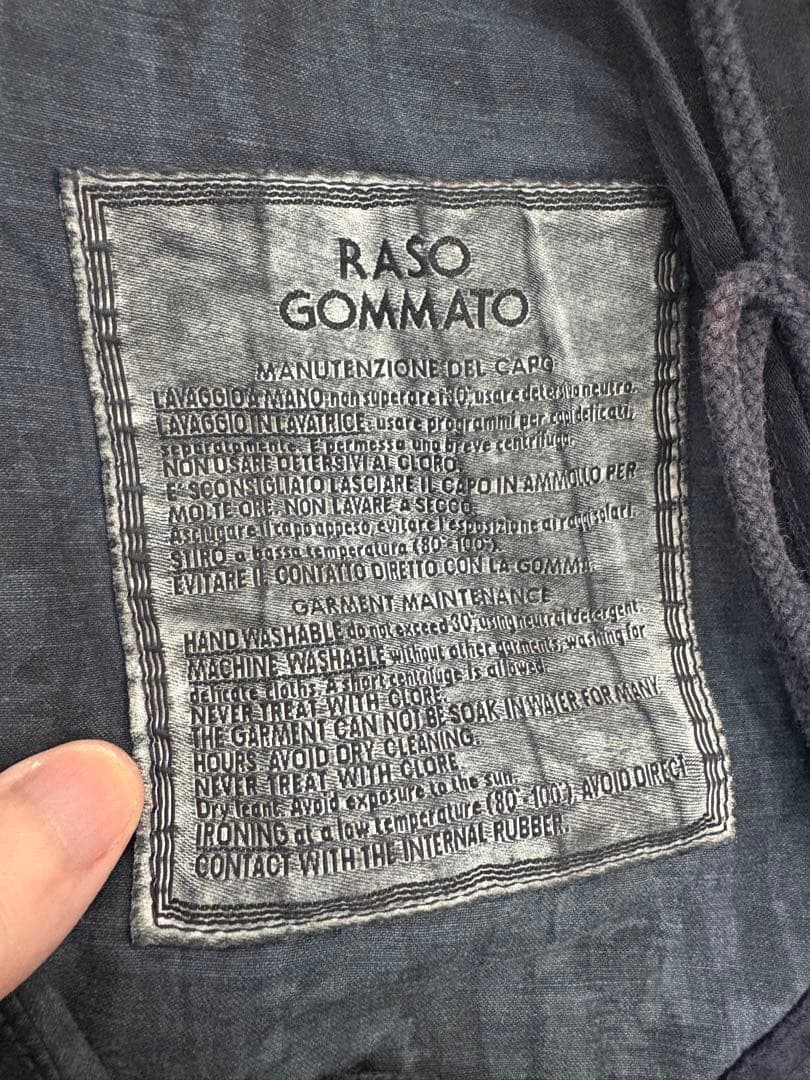 RASO
GOMMATO
MANUTENZIONE DEL CAPO
LAVAGGIO A MANO: non superare i 30°, usare detersivo neutro.
LAVAGGIO IN LAVATRICE: usare programmi per capi delicati,
separatamente. E' permessa una breve centrifuga.
NON USARE DETERSIVI AL CLORO.
E' SCONSIGLIATO LASCIARE IL CAPO IN AMMOLLO PER
MOLTE ORE. NON LAVARE A SECCO.
Asciugare il capo appeso, evitare l'esposizione ai raggi solari.
STIRO a bassa temperatura (80°-100°).
EVITARE IL CONTATTO DIRETTO CON LA GOMMA.
GARMENT MAINTENANCE
HAND WASHABLE do not exceed 30°, using neutral detergent.
MACHINE WASHABLE without other garments, washing for
delicate cloths. A short centrifuge is allowed.
NEVER TREAT WITH CLORE.
THE GARMENT CAN NOT BE SOAK IN WATER FOR MANY
HOURS. AVOID DRY CLEANING.
NEVER TREAT WITH CLORE.
Dry leant. Avoid exposure to the sun.
IRONING at a low temperature (80°-100°). AVOID DIRECT
CONTACT WITH THE INTERNAL RUBBER.